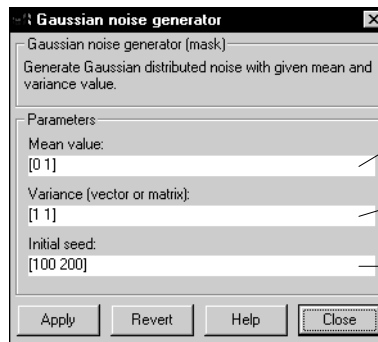 Gaussian noise generator
Gaussian noise generator (mask)
Generate Gaussian distributed noise with given mean and
variance value.
Parameters
Mean value:
[0 1]
Variance (vector or matrix):
[1 1]
Initial seed:
[100 200]
Apply Revert Help Close